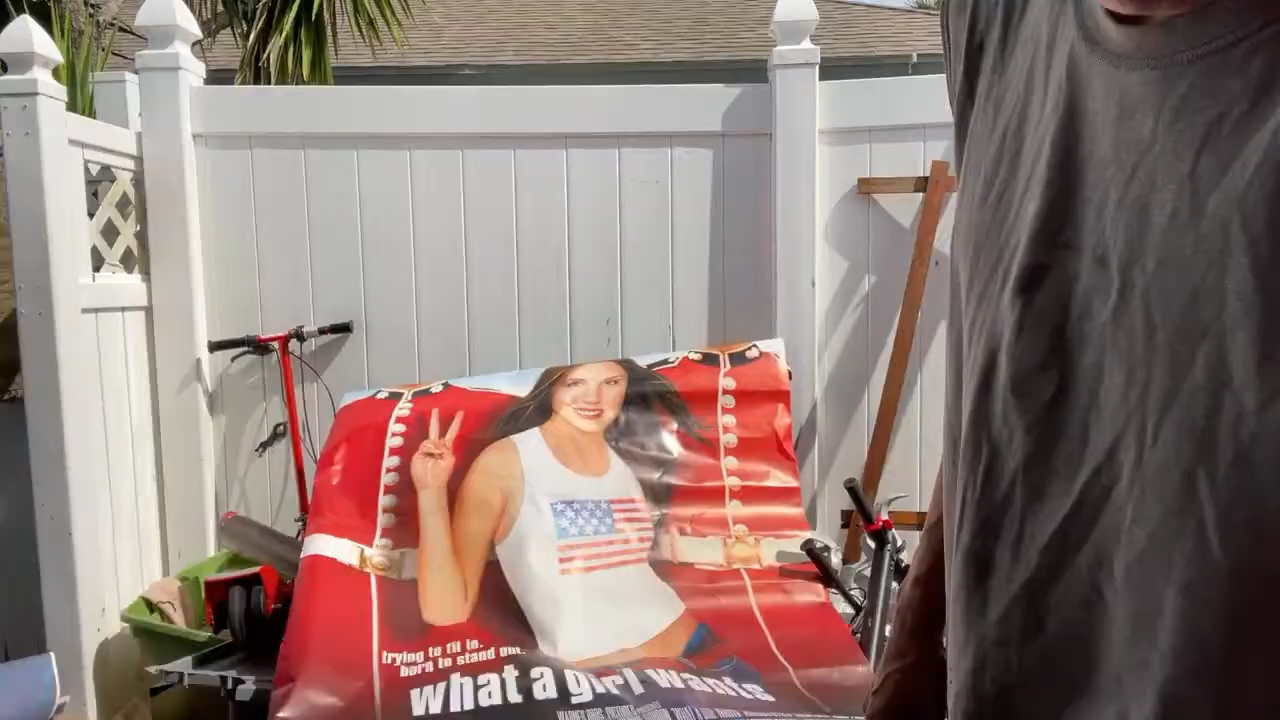 trying to fit in.
born to stand out.
what a girl wants